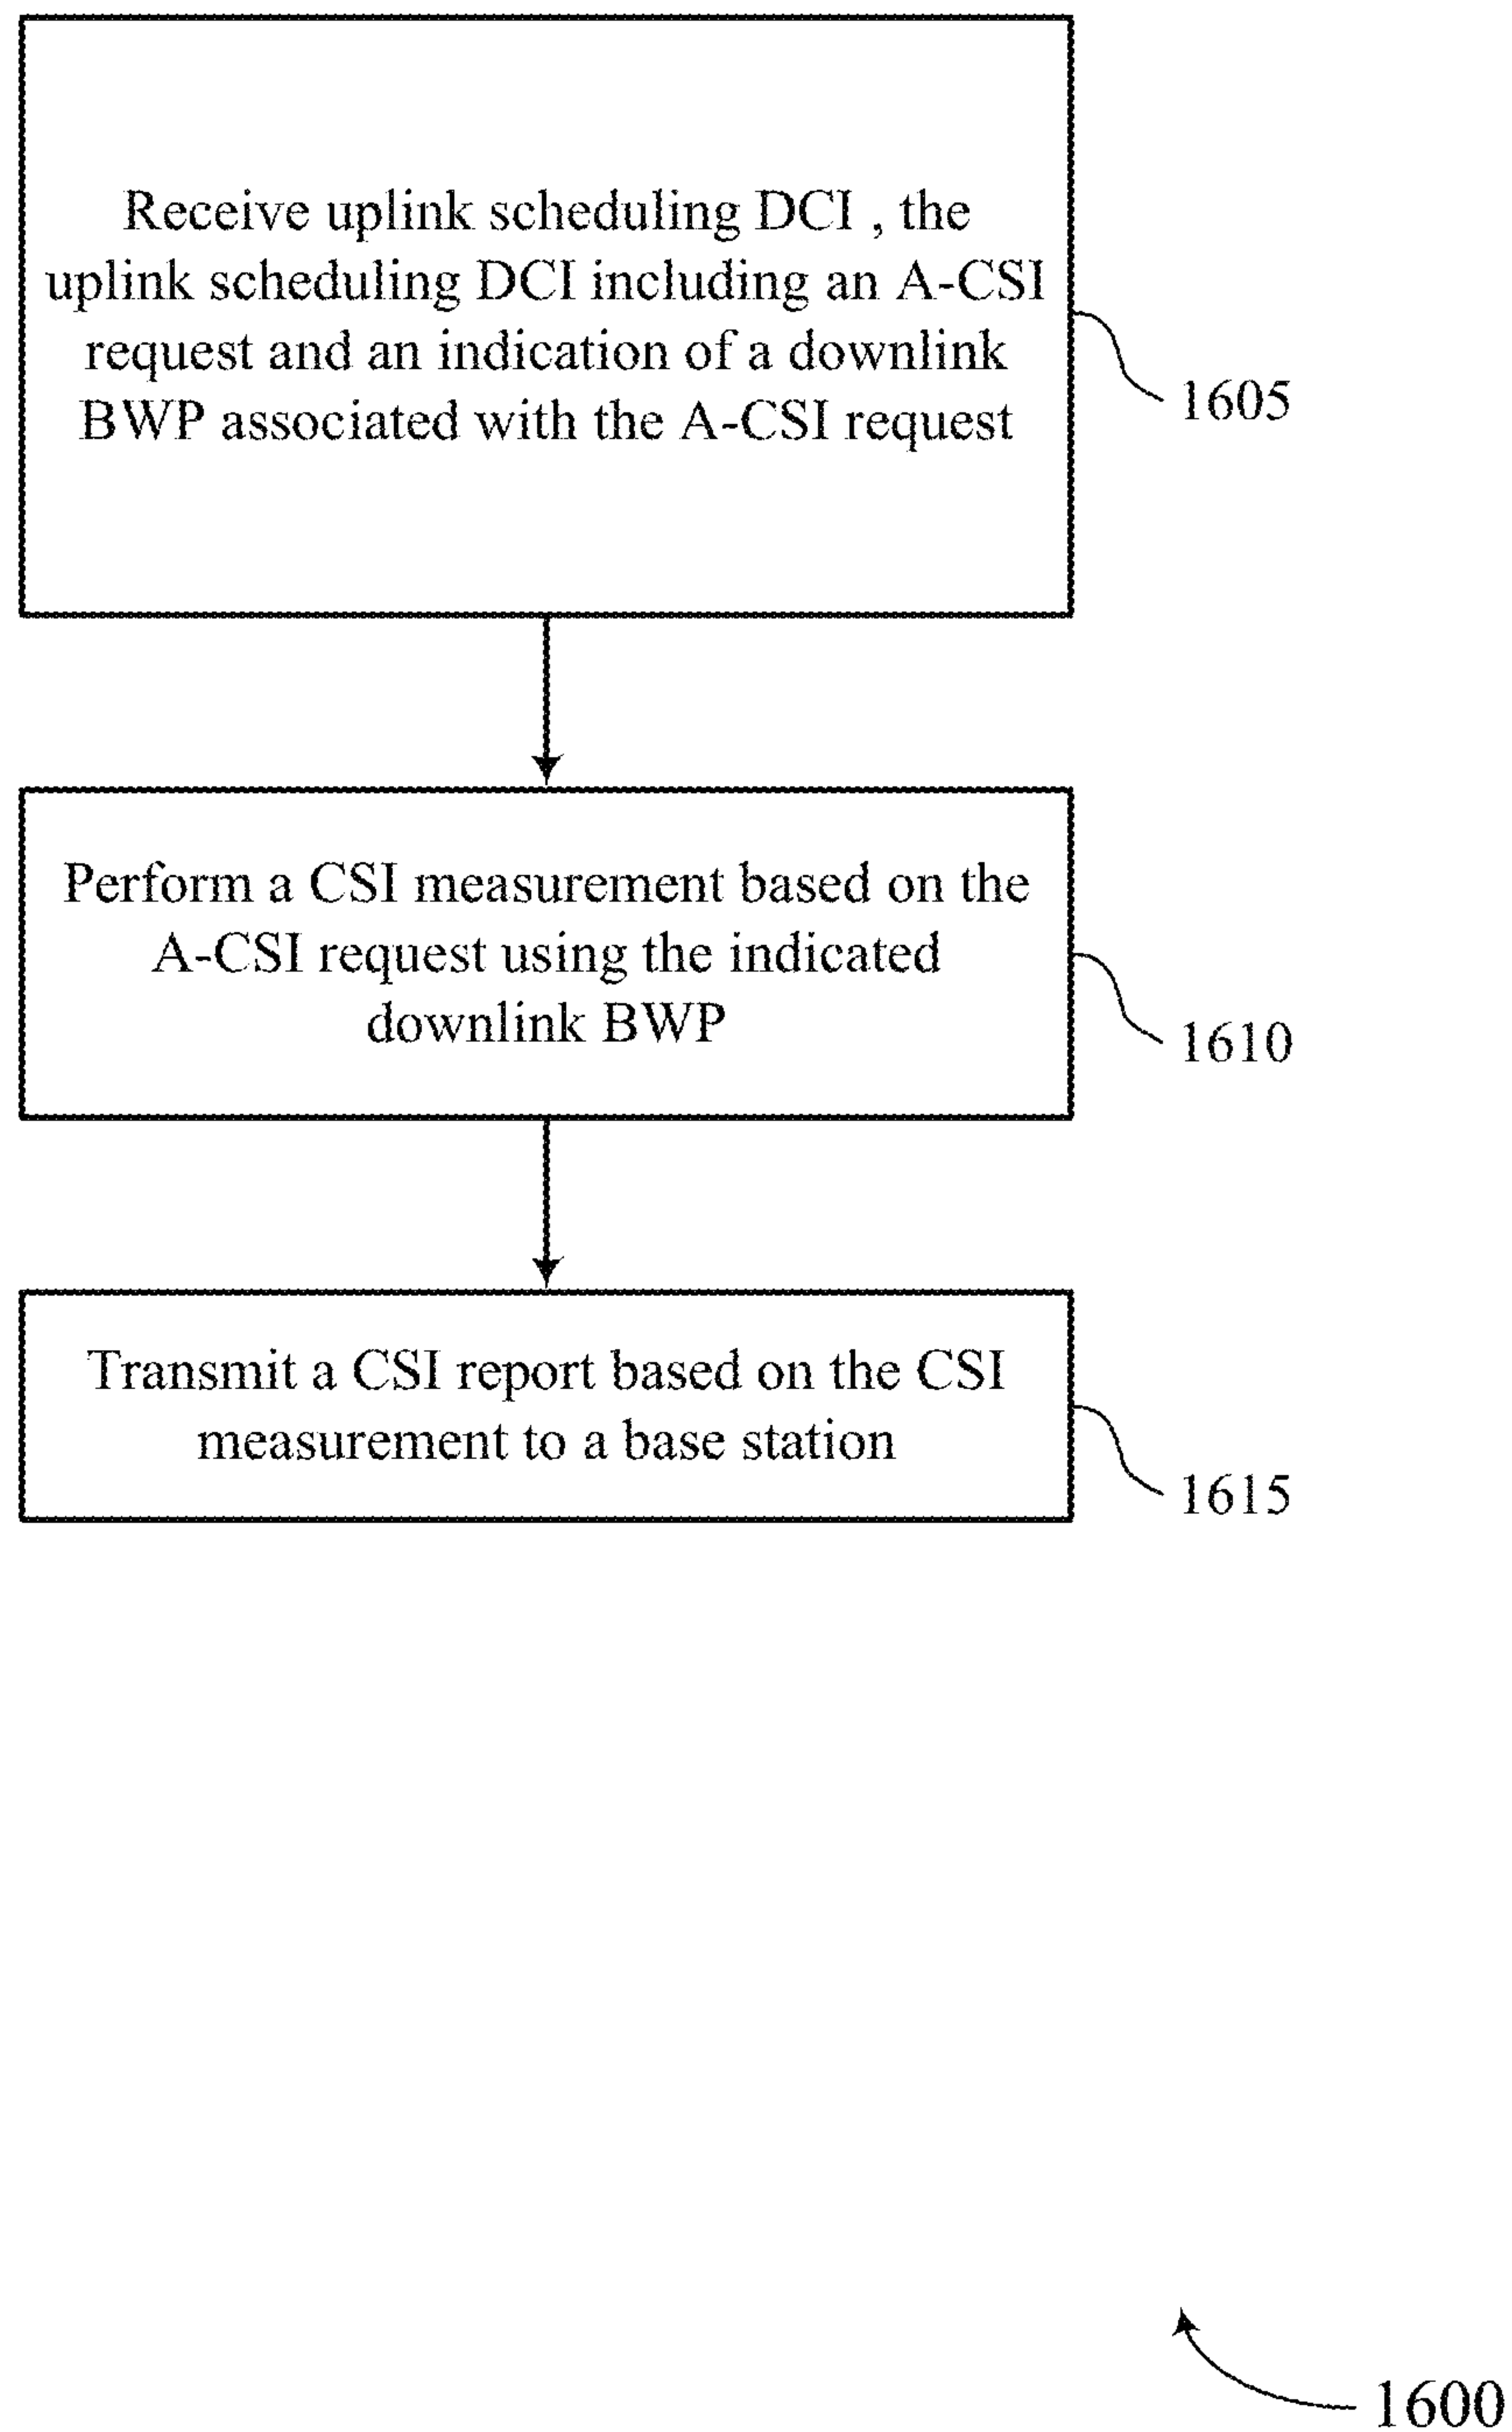 Receive uplink scheduling DCI , the
uplink scheduling DCI including an A-CSI
request and an indication of a downlink
BWP associated with the A-CSI request
1605
Perform a CSI measurement based on the
A-CSI request using the indicated
downlink BWP
1610
Transmit a CSI report based on the CSI
measurement to a base station
1615
1600